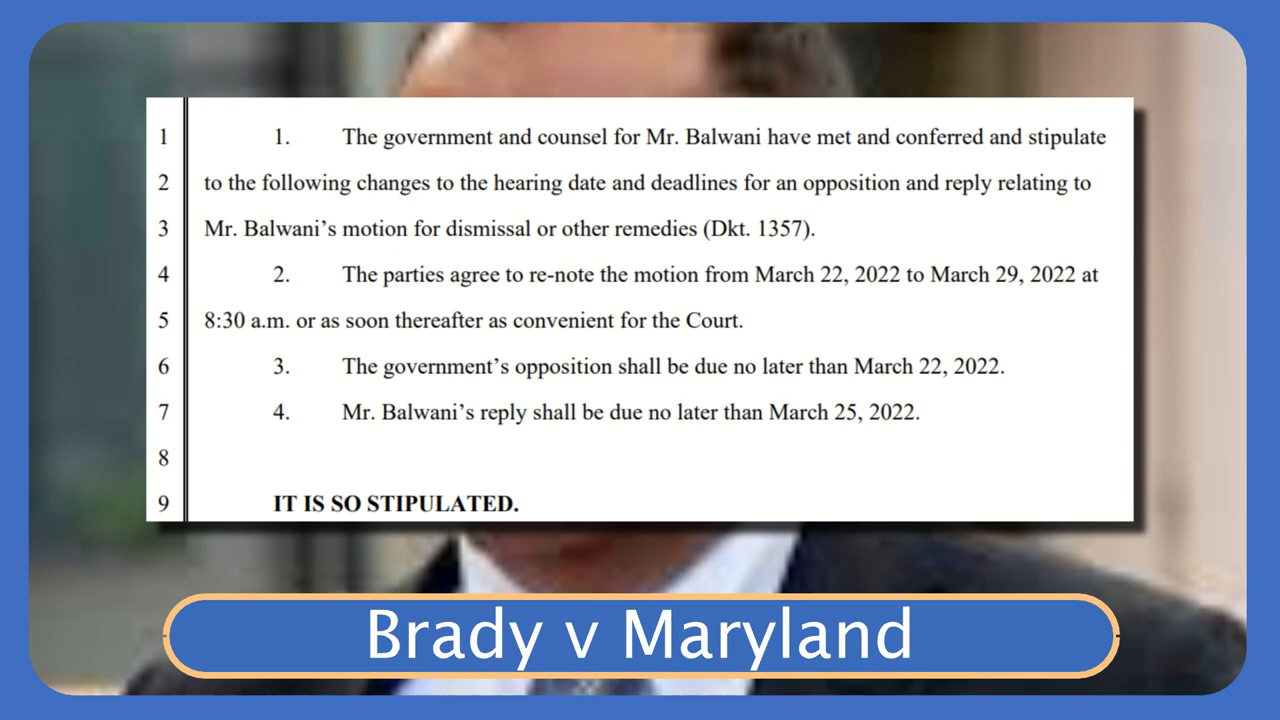 1 1. The government and counsel for Mr. Balwani have met and conferred and stipulate
2 to the following changes to the hearing date and deadlines for an opposition and reply relating to
3 Mr. Balwani’s motion for dismissal or other remedies (Dkt. 1357).
4 2. The parties agree to re-note the motion from March 22, 2022 to March 29, 2022 at
5 8:30 a.m. or as soon thereafter as convenient for the Court.
6 3. The government’s opposition shall be due no later than March 22, 2022.
7 4. Mr. Balwani’s reply shall be due no later than March 25, 2022.
8
9 IT IS SO STIPULATED.
Brady v Maryland